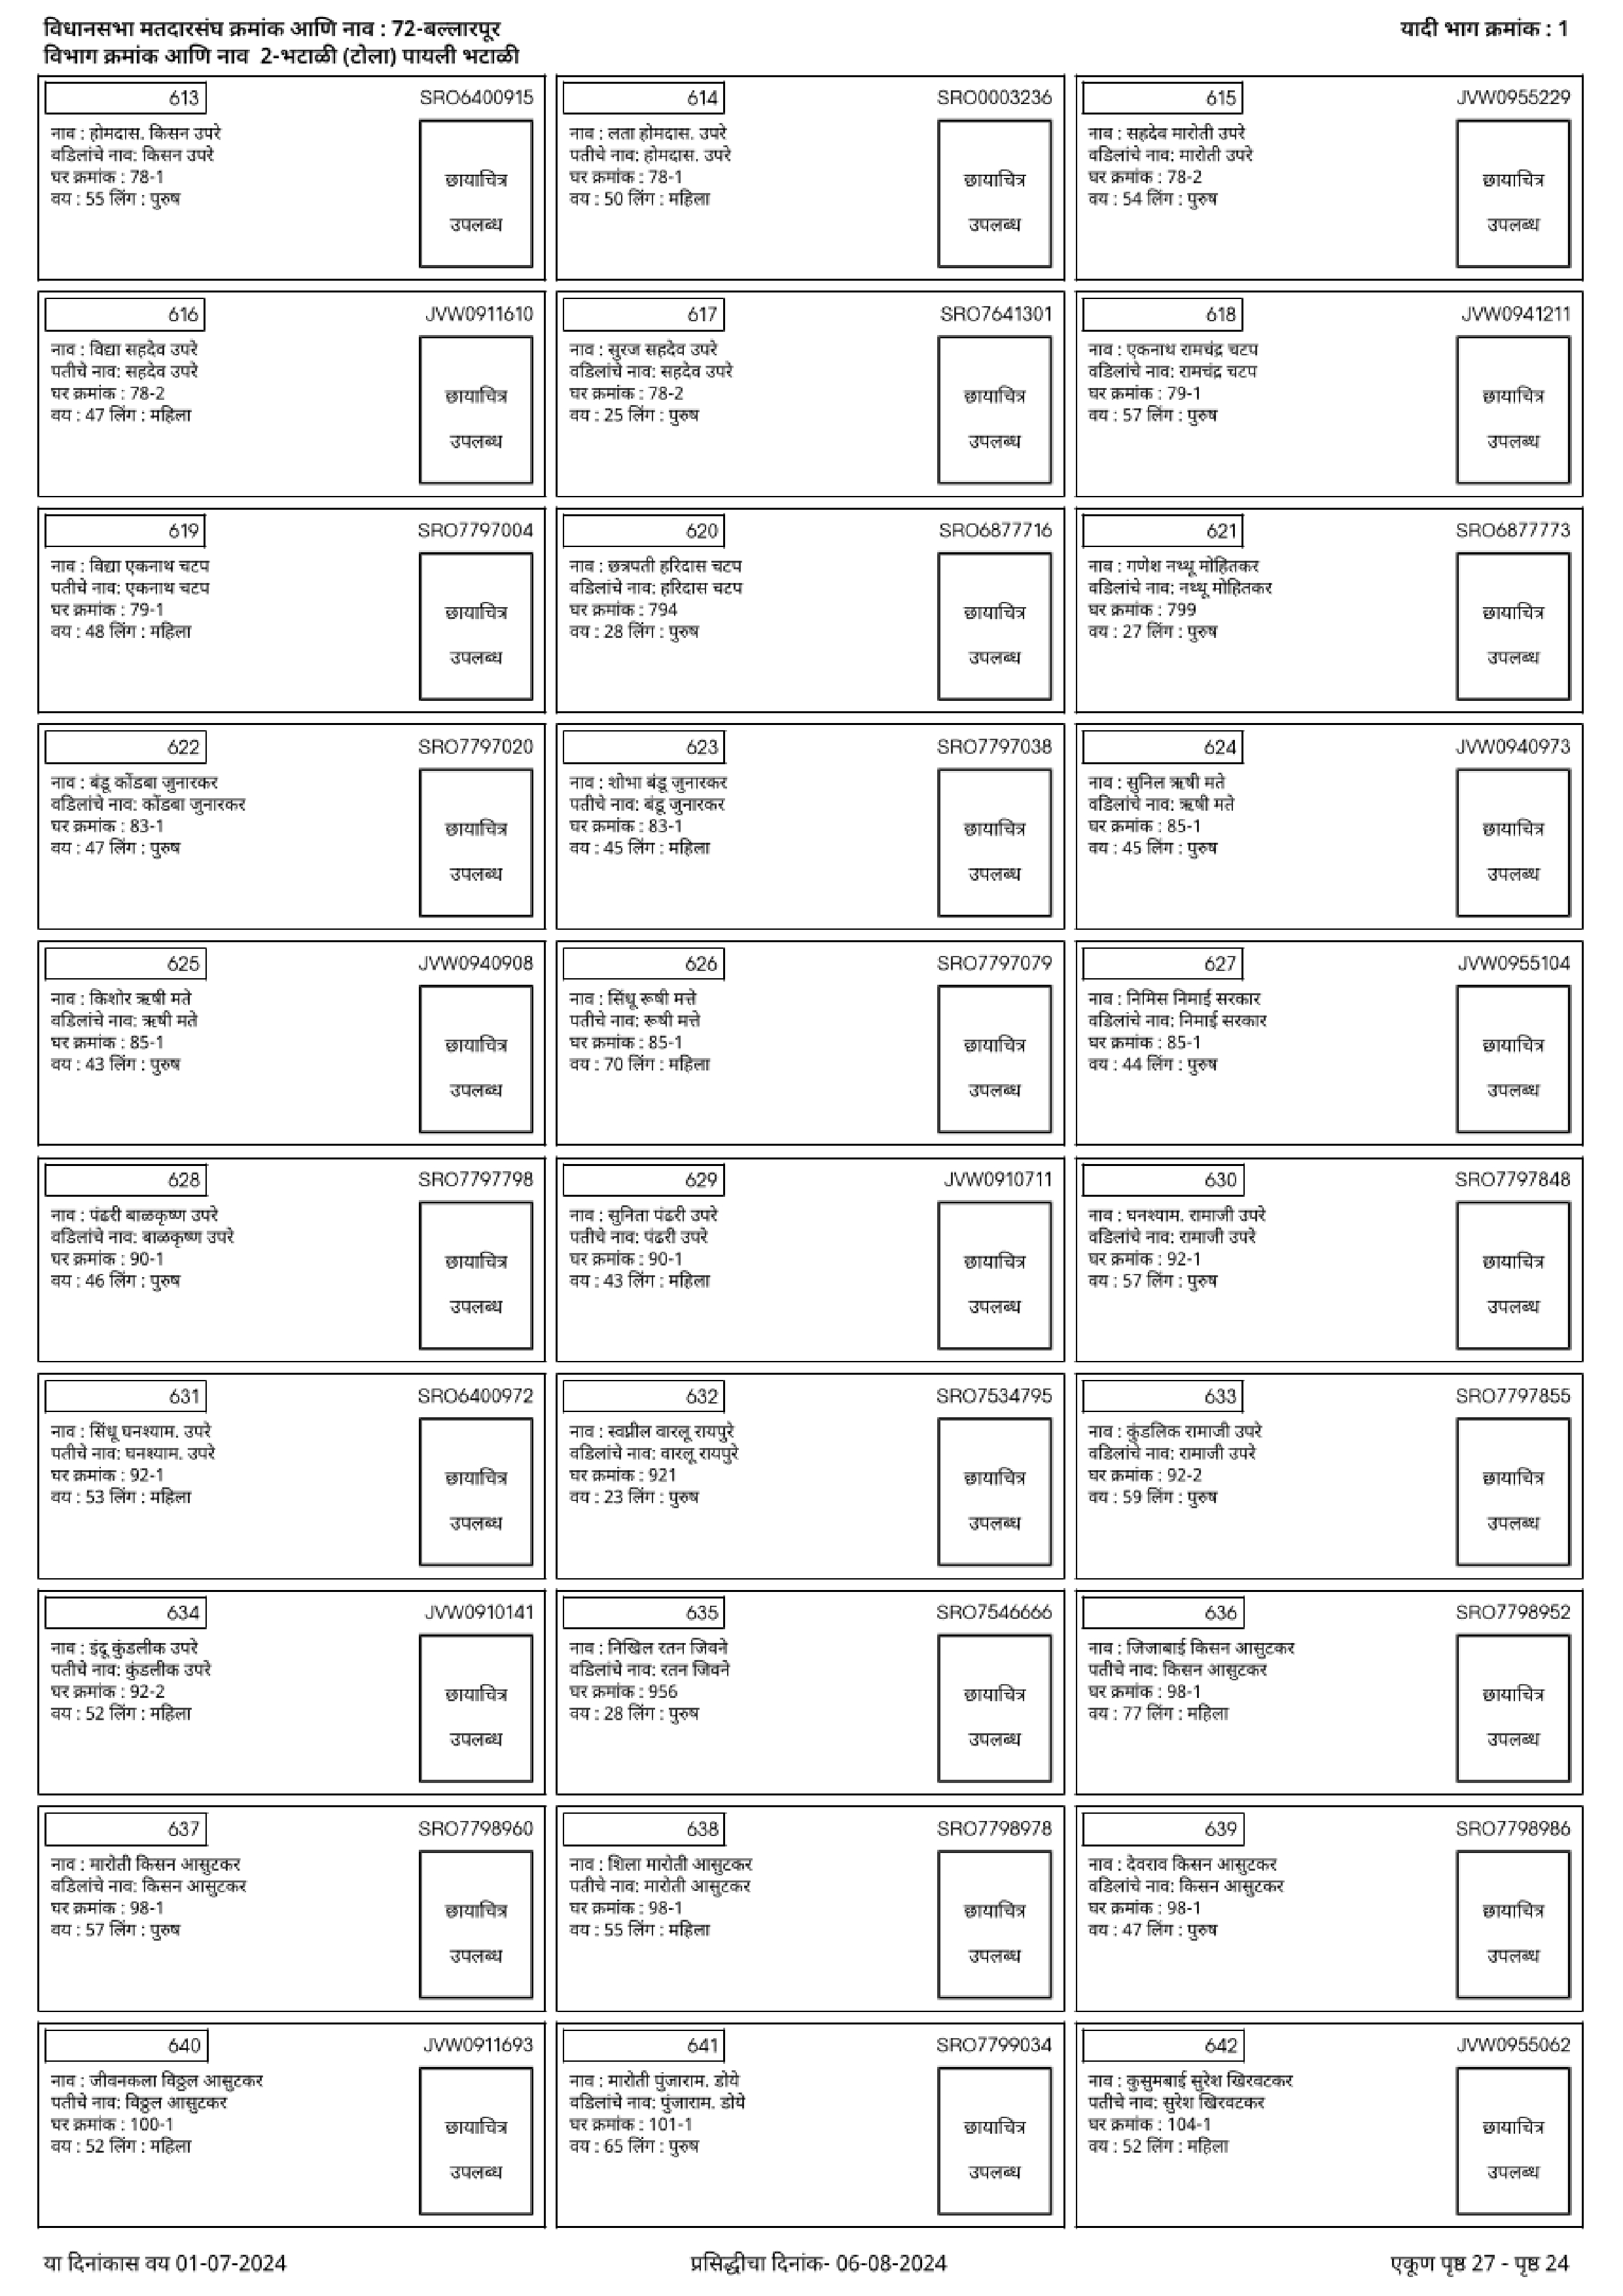 विधानसभा मतदारसंघ क्रमांक आणि नाव : 72-बल्लारपूर
यादी भाग क्रमांक : 1
विभाग क्रमांक आणि नाव 2-भटाळी (टोला) पायली भटाळी
613 SRO6400915
नाव : होमदास. किसन उपरे
वडिलांचे नाव: किसन उपरे
घर क्रमांक : 78-1
वय : 55 लिंग : पुरुष
छायाचित्र
उपलब्ध
614 SRO0003236
नाव : लता होमदास. उपरे
पतीचे नाव: होमदास. उपरे
घर क्रमांक : 78-1
वय : 50 लिंग : महिला
छायाचित्र
उपलब्ध
615 JVW0955229
नाव : सहदेव मारोती उपरे
वडिलांचे नाव: मारोती उपरे
घर क्रमांक : 78-2
वय : 54 लिंग : पुरुष
छायाचित्र
उपलब्ध
616 JVW0911610
नाव : विद्या सहदेव उपरे
पतीचे नाव: सहदेव उपरे
घर क्रमांक : 78-2
वय : 47 लिंग : महिला
छायाचित्र
उपलब्ध
617 SRO7641301
नाव : सुरज सहदेव उपरे
वडिलांचे नाव: सहदेव उपरे
घर क्रमांक : 78-2
वय : 25 लिंग : पुरुष
छायाचित्र
उपलब्ध
618 JVW0941211
नाव : एकनाथ रामचंद्र चटप
वडिलांचे नाव: रामचंद्र चटप
घर क्रमांक : 79-1
वय : 57 लिंग : पुरुष
छायाचित्र
उपलब्ध
619 SRO7797004
नाव : विद्या एकनाथ चटप
पतीचे नाव: एकनाथ चटप
घर क्रमांक : 79-1
वय : 48 लिंग : महिला
छायाचित्र
उपलब्ध
620 SRO6877716
नाव : छत्रपती हरिदास चटप
वडिलांचे नाव: हरिदास चटप
घर क्रमांक : 794
वय : 28 लिंग : पुरुष
छायाचित्र
उपलब्ध
621 SRO6877773
नाव : गणेश नथ्थू मोहितकर
वडिलांचे नाव: नथ्थू मोहितकर
घर क्रमांक : 799
वय : 27 लिंग : पुरुष
छायाचित्र
उपलब्ध
622 SRO7797020
नाव : बंडू कोंडबा जुनारकर
वडिलांचे नाव: कोंडबा जुनारकर
घर क्रमांक : 83-1
वय : 47 लिंग : पुरुष
छायाचित्र
उपलब्ध
623 SRO7797038
नाव : शोभा बंडू जुनारकर
पतीचे नाव: बंडू जुनारकर
घर क्रमांक : 83-1
वय : 45 लिंग : महिला
छायाचित्र
उपलब्ध
624 JVW0940973
नाव : सुनिल ऋषी मते
वडिलांचे नाव: ऋषी मते
घर क्रमांक : 85-1
वय : 45 लिंग : पुरुष
छायाचित्र
उपलब्ध
625 JVW0940908
नाव : किशोर ऋषी मते
वडिलांचे नाव: ऋषी मते
घर क्रमांक : 85-1
वय : 43 लिंग : पुरुष
छायाचित्र
उपलब्ध
626 SRO7797079
नाव : सिंधू रूषी मत्ते
पतीचे नाव: रूषी मत्ते
घर क्रमांक : 85-1
वय : 70 लिंग : महिला
छायाचित्र
उपलब्ध
627 JVW0955104
नाव : निमिस निमाई सरकार
वडिलांचे नाव: निमाई सरकार
घर क्रमांक : 85-1
वय : 44 लिंग : पुरुष
छायाचित्र
उपलब्ध
628 SRO7797798
नाव : पंढरी बाळकृष्ण उपरे
वडिलांचे नाव: बाळकृष्ण उपरे
घर क्रमांक : 90-1
वय : 46 लिंग : पुरुष
छायाचित्र
उपलब्ध
629 JVW0910711
नाव : सुनिता पंढरी उपरे
पतीचे नाव: पंढरी उपरे
घर क्रमांक : 90-1
वय : 43 लिंग : महिला
छायाचित्र
उपलब्ध
630 SRO7797848
नाव : घनश्याम. रामाजी उपरे
वडिलांचे नाव: रामाजी उपरे
घर क्रमांक : 92-1
वय : 57 लिंग : पुरुष
छायाचित्र
उपलब्ध
631 SRO6400972
नाव : सिंधू घनश्याम. उपरे
पतीचे नाव: घनश्याम. उपरे
घर क्रमांक : 92-1
वय : 53 लिंग : महिला
छायाचित्र
उपलब्ध
632 SRO7534795
नाव : स्वप्नील वारलू रायपुरे
वडिलांचे नाव: वारलू रायपुरे
घर क्रमांक : 921
वय : 23 लिंग : पुरुष
छायाचित्र
उपलब्ध
633 SRO7797855
नाव : कुंडलिक रामाजी उपरे
वडिलांचे नाव: रामाजी उपरे
घर क्रमांक : 92-2
वय : 59 लिंग : पुरुष
छायाचित्र
उपलब्ध
634 JVW0910141
नाव : इंदू कुंडलीक उपरे
पतीचे नाव: कुंडलीक उपरे
घर क्रमांक : 92-2
वय : 52 लिंग : महिला
छायाचित्र
उपलब्ध
635 SRO7546666
नाव : निखिल रतन जिवने
वडिलांचे नाव: रतन जिवने
घर क्रमांक : 956
वय : 28 लिंग : पुरुष
छायाचित्र
उपलब्ध
636 SRO7798952
नाव : जिजाबाई किसन आसुटकर
पतीचे नाव: किसन आसुटकर
घर क्रमांक : 98-1
वय : 77 लिंग : महिला
छायाचित्र
उपलब्ध
637 SRO7798960
नाव : मारोती किसन आसुटकर
वडिलांचे नाव: किसन आसुटकर
घर क्रमांक : 98-1
वय : 57 लिंग : पुरुष
छायाचित्र
उपलब्ध
638 SRO7798978
नाव : शिला मारोती आसुटकर
पतीचे नाव: मारोती आसुटकर
घर क्रमांक : 98-1
वय : 55 लिंग : महिला
छायाचित्र
उपलब्ध
639 SRO7798986
नाव : देवराव किसन आसुटकर
वडिलांचे नाव: किसन आसुटकर
घर क्रमांक : 98-1
वय : 47 लिंग : पुरुष
छायाचित्र
उपलब्ध
640 JVW0911693
नाव : जीवनकला विठ्ठल आसुटकर
पतीचे नाव: विठ्ठल आसुटकर
घर क्रमांक : 100-1
वय : 52 लिंग : महिला
छायाचित्र
उपलब्ध
641 SRO7799034
नाव : मारोती पुंजाराम. डोये
वडिलांचे नाव: पुंजाराम. डोये
घर क्रमांक : 101-1
वय : 65 लिंग : पुरुष
छायाचित्र
उपलब्ध
642 JVW0955062
नाव : कुसुमबाई सुरेश खिरवटकर
पतीचे नाव: सुरेश खिरवटकर
घर क्रमांक : 104-1
वय : 52 लिंग : महिला
छायाचित्र
उपलब्ध
या दिनांकास वय 01-07-2024
प्रसिद्धीचा दिनांक- 06-08-2024
एकूण पृष्ठ 27 - पृष्ठ 24